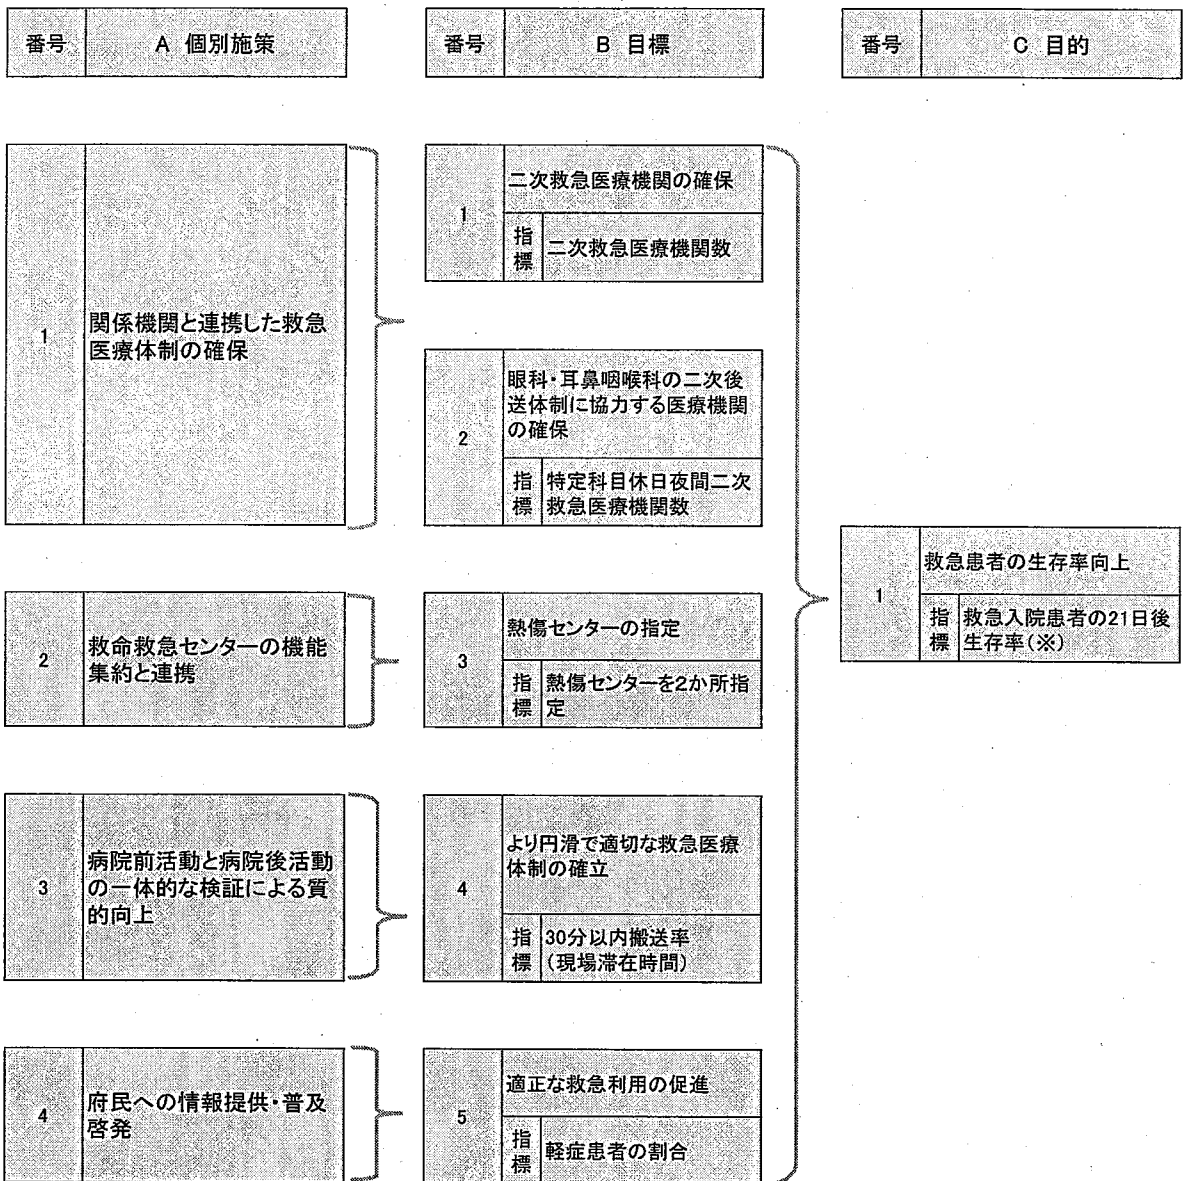 番号 A 個別施策
番号 B 目標
番号 C 目的
1
関係機関と連携した救急
医療体制の確保
1
二次救急医療機関の確保
指標
二次救急医療機関数
2
眼科・耳鼻咽喉科の二次後
送体制に協力する医療機関
の確保
指標
特定科目休日夜間二次
救急医療機関数
2
救命救急センターの機能
集約と連携
3
熱傷センターの指定
指標
熱傷センターを2か所指
定
3
病院前活動と病院後活動
の一体的な検証による質
的向上
4
より円滑で適切な救急医療
体制の確立
指標
30分以内搬送率
(現場滞在時間)
4
府民への情報提供・普及
啓発
5
適正な救急利用の促進
指標
軽症患者の割合
1
救急患者の生存率向上
指標
救急入院患者の21日後
生存率(※)